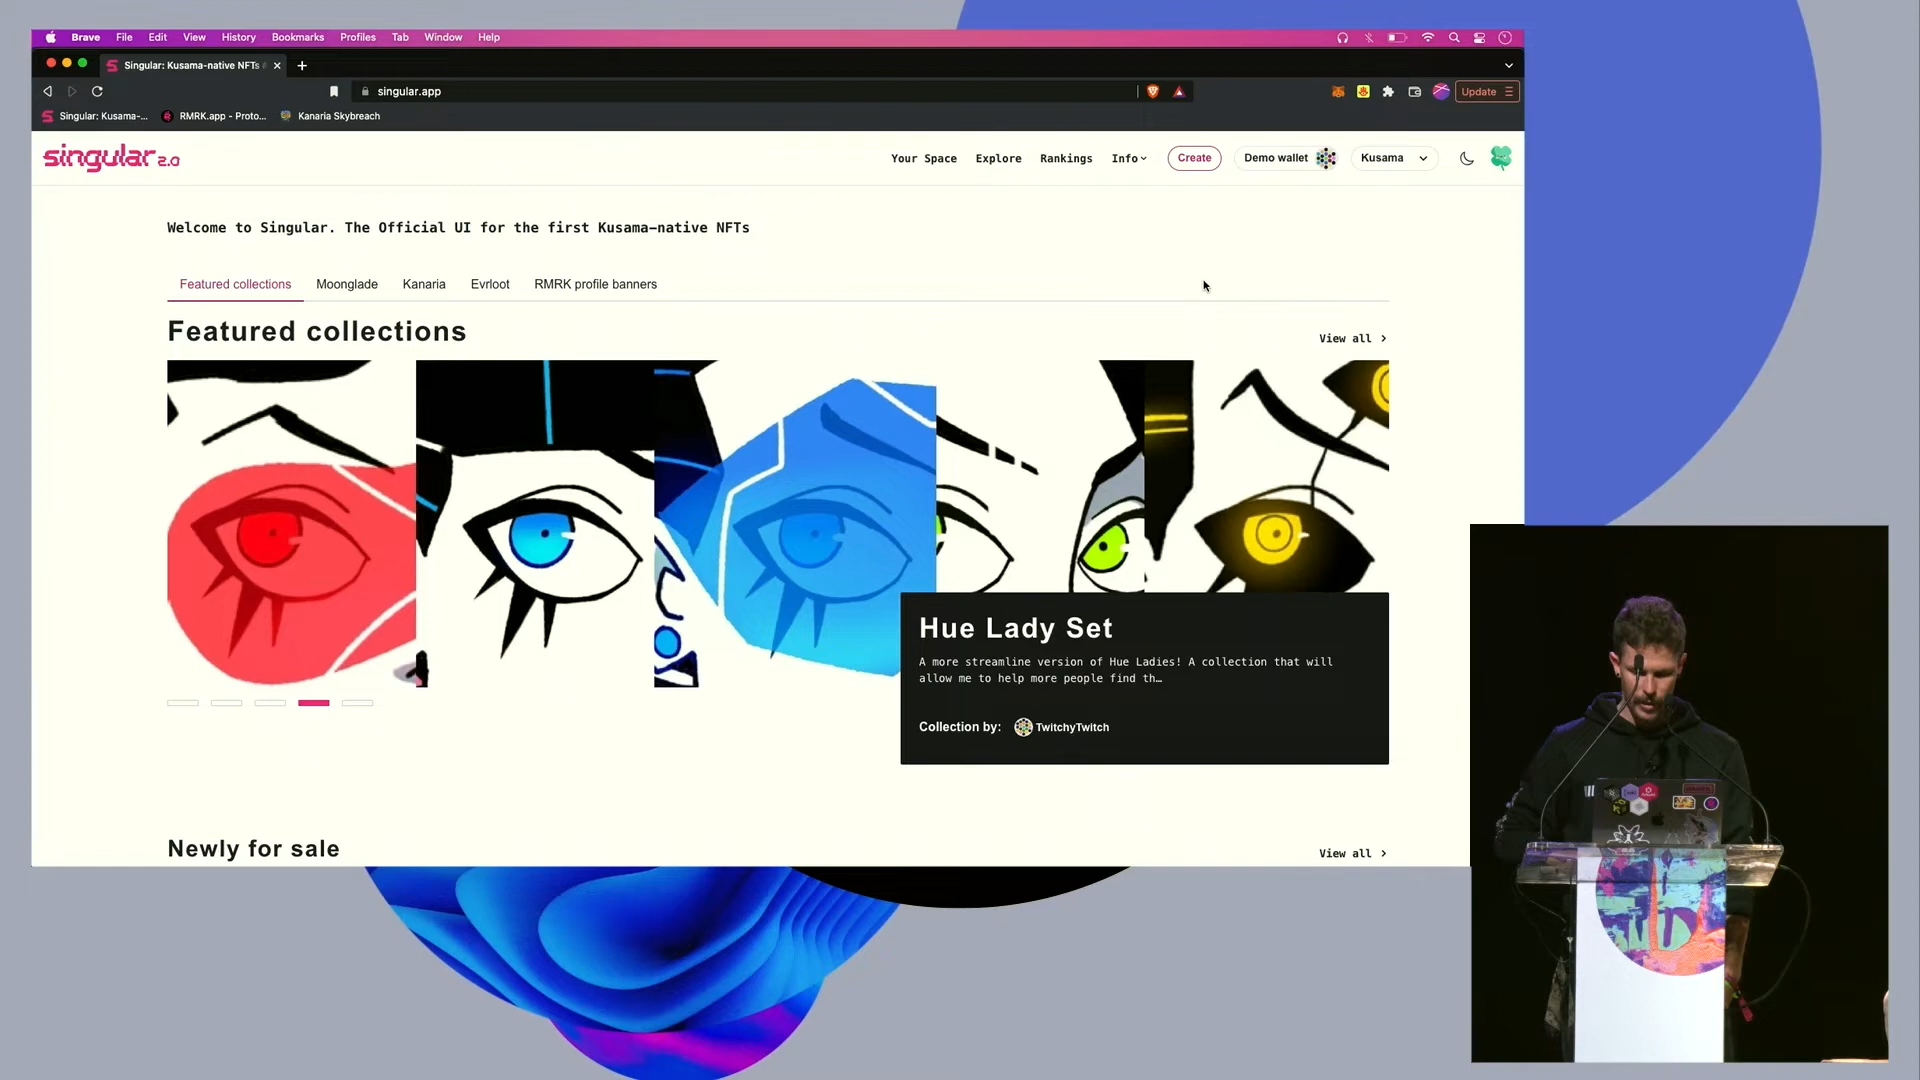 Brave File Edit View History Bookmarks Profiles Tab Window Help
Singular: Kusama-native NFTs
singular.app
Update
Singular: Kusama-... RMRK.app - Proto... Kanaria Skybreach
singular 2.0
Your Space Explore Rankings Info Create Demo wallet Kusama
Welcome to Singular. The Official UI for the first Kusama-native NFTs
Featured collections Moonglade Kanaria Evrloot RMRK profile banners
Featured collections
View all
Hue Lady Set
A more streamline version of Hue Ladies! A collection that will
allow me to help more people find th…
Collection by: TwitchyTwitch
Newly for sale
View all